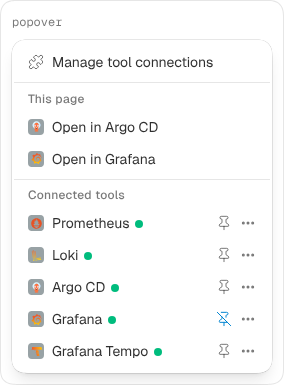 popover
Manage tool connections
This page
Open in Argo CD
Open in Grafana
Connected tools
Prometheus
Loki
Argo CD
Grafana
Grafana Tempo